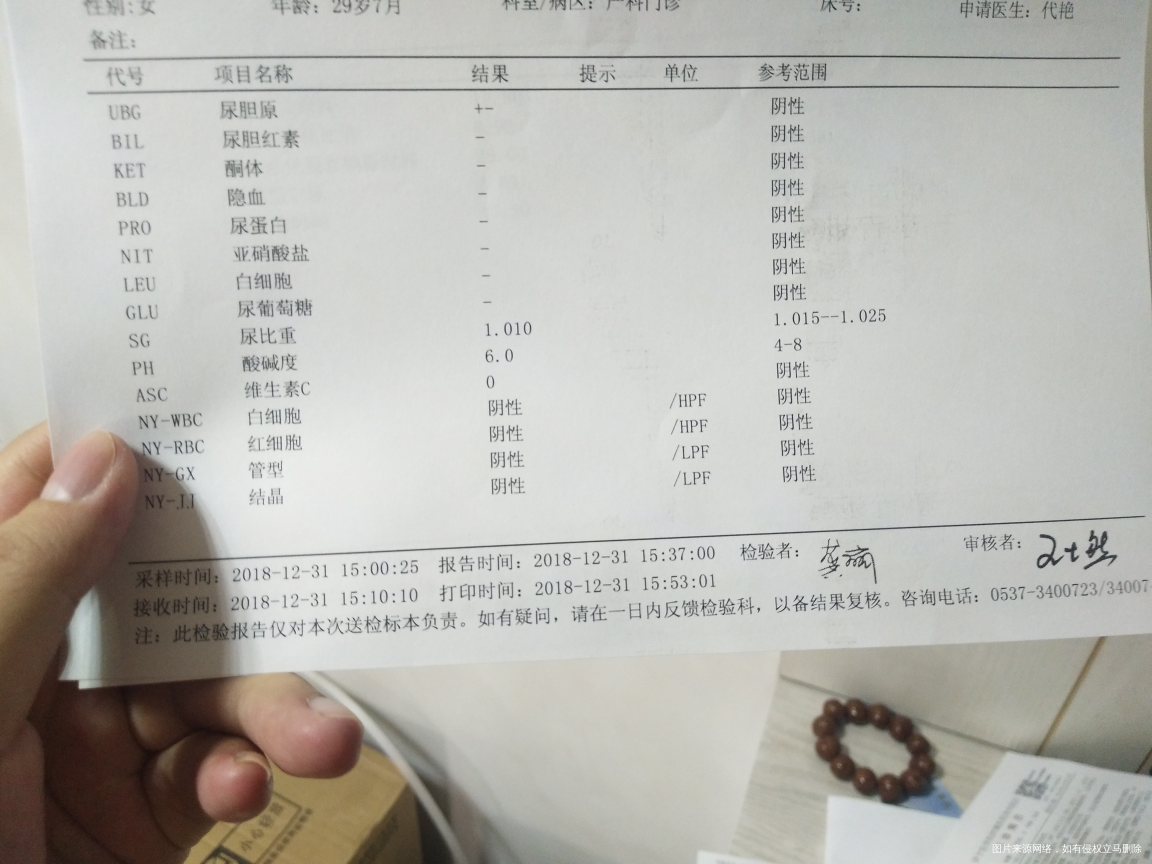 性别:女 年龄: 29岁7月 科室/病区: 产科门诊 床号: 申请医生: 代艳
备注:
代号 项目名称 结果 提示 单位 参考范围
UBG 尿胆原 +- 阴性
BIL 尿胆红素 - 阴性
KET 酮体 - 阴性
BLD 隐血 - 阴性
PRO 尿蛋白 - 阴性
NIT 亚硝酸盐 - 阴性
LEU 白细胞 - 阴性
GLU 尿葡萄糖 - 阴性
SG 尿比重 1.010 1.015--1.025
PH 酸碱度 6.0 4-8
ASC 维生素C 0 阴性
NY-WBC 白细胞 阴性 /HPF 阴性
NY-RBC 红细胞 阴性 /HPF 阴性
NY-GX 管型 阴性 /LPF 阴性
NY-JJ 结晶 阴性 /LPF 阴性
采样时间: 2018-12-31 15:00:25 报告时间: 2018-12-31 15:37:00 检验者: 审核者:
接收时间: 2018-12-31 15:10:10 打印时间: 2018-12-31 15:53:01
注: 此检验报告仅对本次送检标本负责。如有疑问, 请在一日内反馈检验科, 以备结果复核。咨询电话: 0537-3400723/34007
小心轻放
图片来源网络，如有侵权立马删除